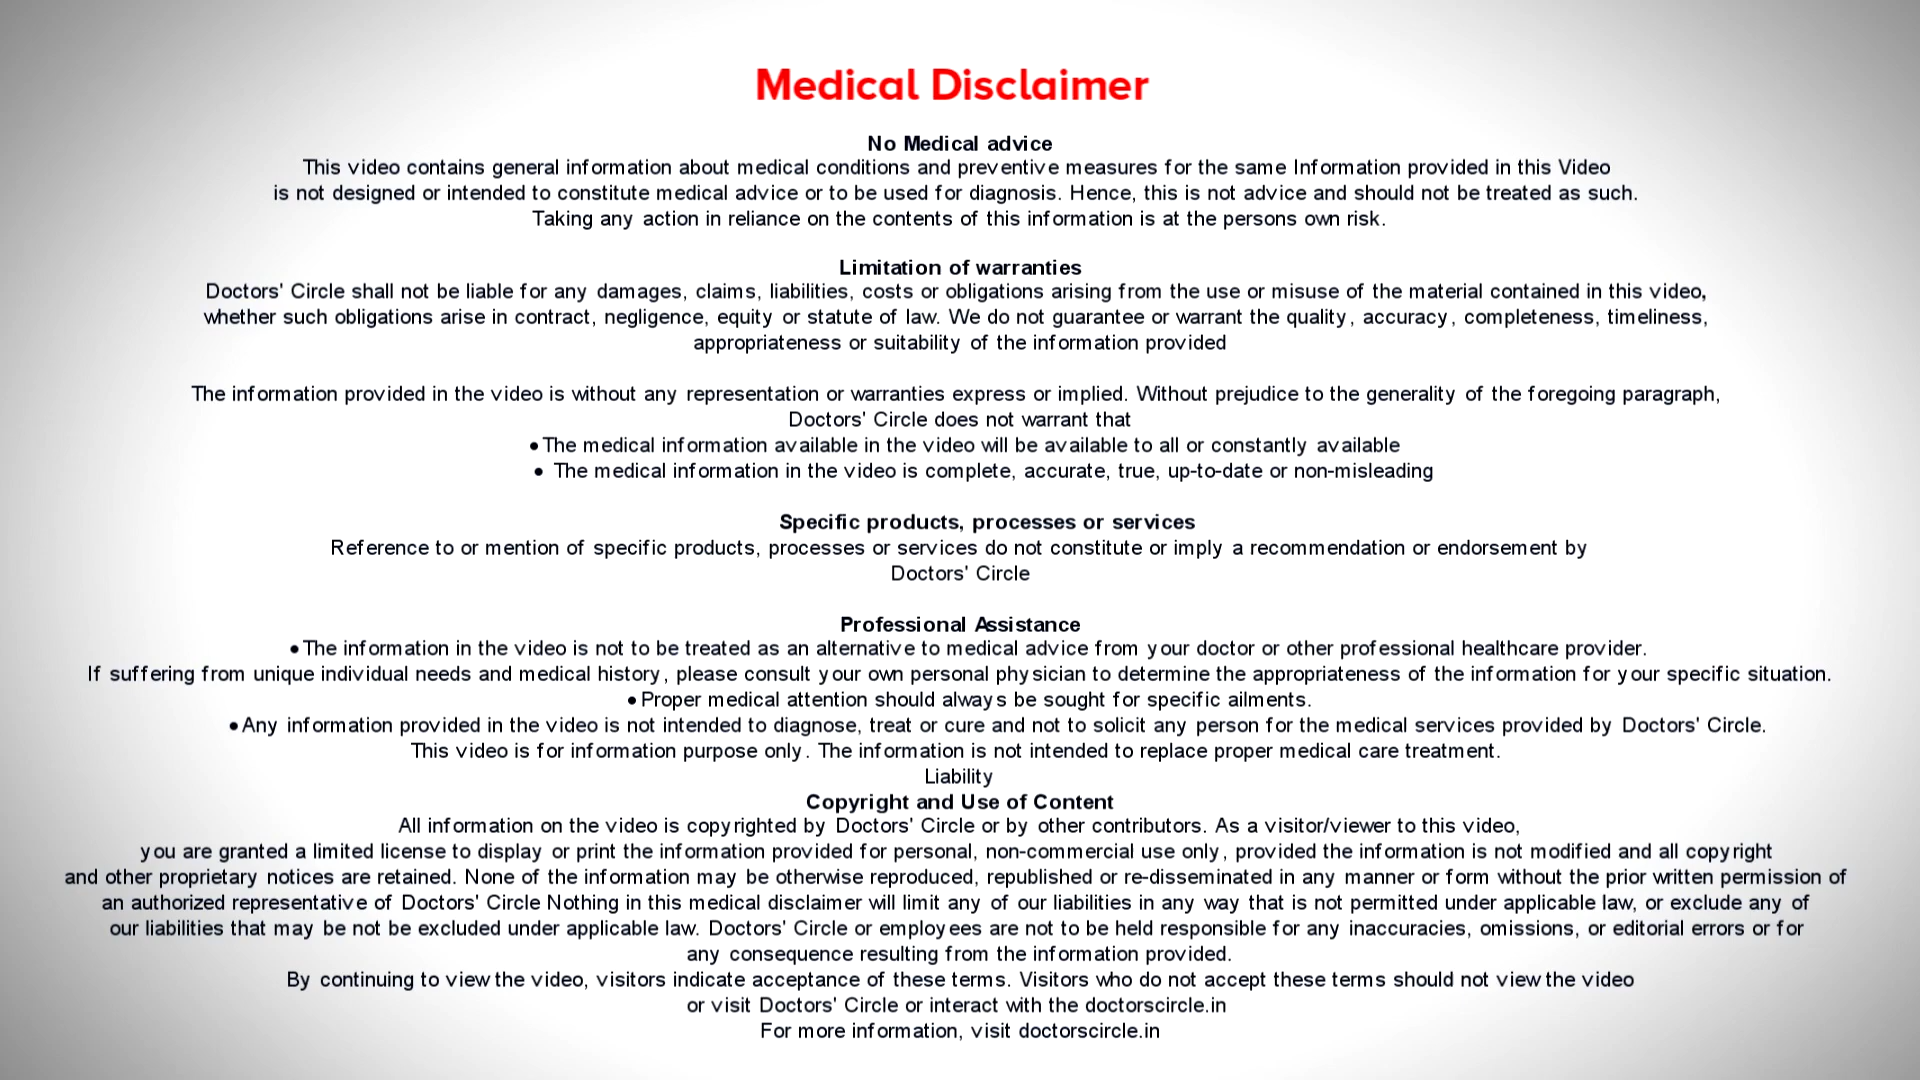 Medical Disclaimer
No Medical advice
This video contains general information about medical conditions and preventive measures for the same Information provided in this Video
is not designed or intended to constitute medical advice or to be used for diagnosis. Hence, this is not advice and should not be treated as such.
Taking any action in reliance on the contents of this information is at the persons own risk.
Limitation of warranties
Doctors' Circle shall not be liable for any damages, claims, liabilities, costs or obligations arising from the use or misuse of the material contained in this video,
whether such obligations arise in contract, negligence, equity or statute of law. We do not guarantee or warrant the quality, accuracy, completeness, timeliness,
appropriateness or suitability of the information provided
The information provided in the video is without any representation or warranties express or implied. Without prejudice to the generality of the foregoing paragraph,
Doctors' Circle does not warrant that
• The medical information available in the video will be available to all or constantly available
• The medical information in the video is complete, accurate, true, up-to-date or non-misleading
Specific products, processes or services
Reference to or mention of specific products, processes or services do not constitute or imply a recommendation or endorsement by
Doctors' Circle
Professional Assistance
• The information in the video is not to be treated as an alternative to medical advice from your doctor or other professional healthcare provider.
If suffering from unique individual needs and medical history, please consult your own personal physician to determine the appropriateness of the information for your specific situation.
• Proper medical attention should always be sought for specific ailments.
• Any information provided in the video is not intended to diagnose, treat or cure and not to solicit any person for the medical services provided by Doctors' Circle.
This video is for information purpose only. The information is not intended to replace proper medical care treatment.
Liability
Copyright and Use of Content
All information on the video is copyrighted by Doctors' Circle or by other contributors. As a visitor/viewer to this video,
you are granted a limited license to display or print the information provided for personal, non-commercial use only, provided the information is not modified and all copyright
and other proprietary notices are retained. None of the information may be otherwise reproduced, republished or re-disseminated in any manner or form without the prior written permission of
an authorized representative of Doctors' Circle Nothing in this medical disclaimer will limit any of our liabilities in any way that is not permitted under applicable law, or exclude any of
our liabilities that may be not be excluded under applicable law. Doctors' Circle or employees are not to be held responsible for any inaccuracies, omissions, or editorial errors or for
any consequence resulting from the information provided.
By continuing to view the video, visitors indicate acceptance of these terms. Visitors who do not accept these terms should not view the video
or visit Doctors' Circle or interact with the doctorscircle.in
For more information, visit doctorscircle.in